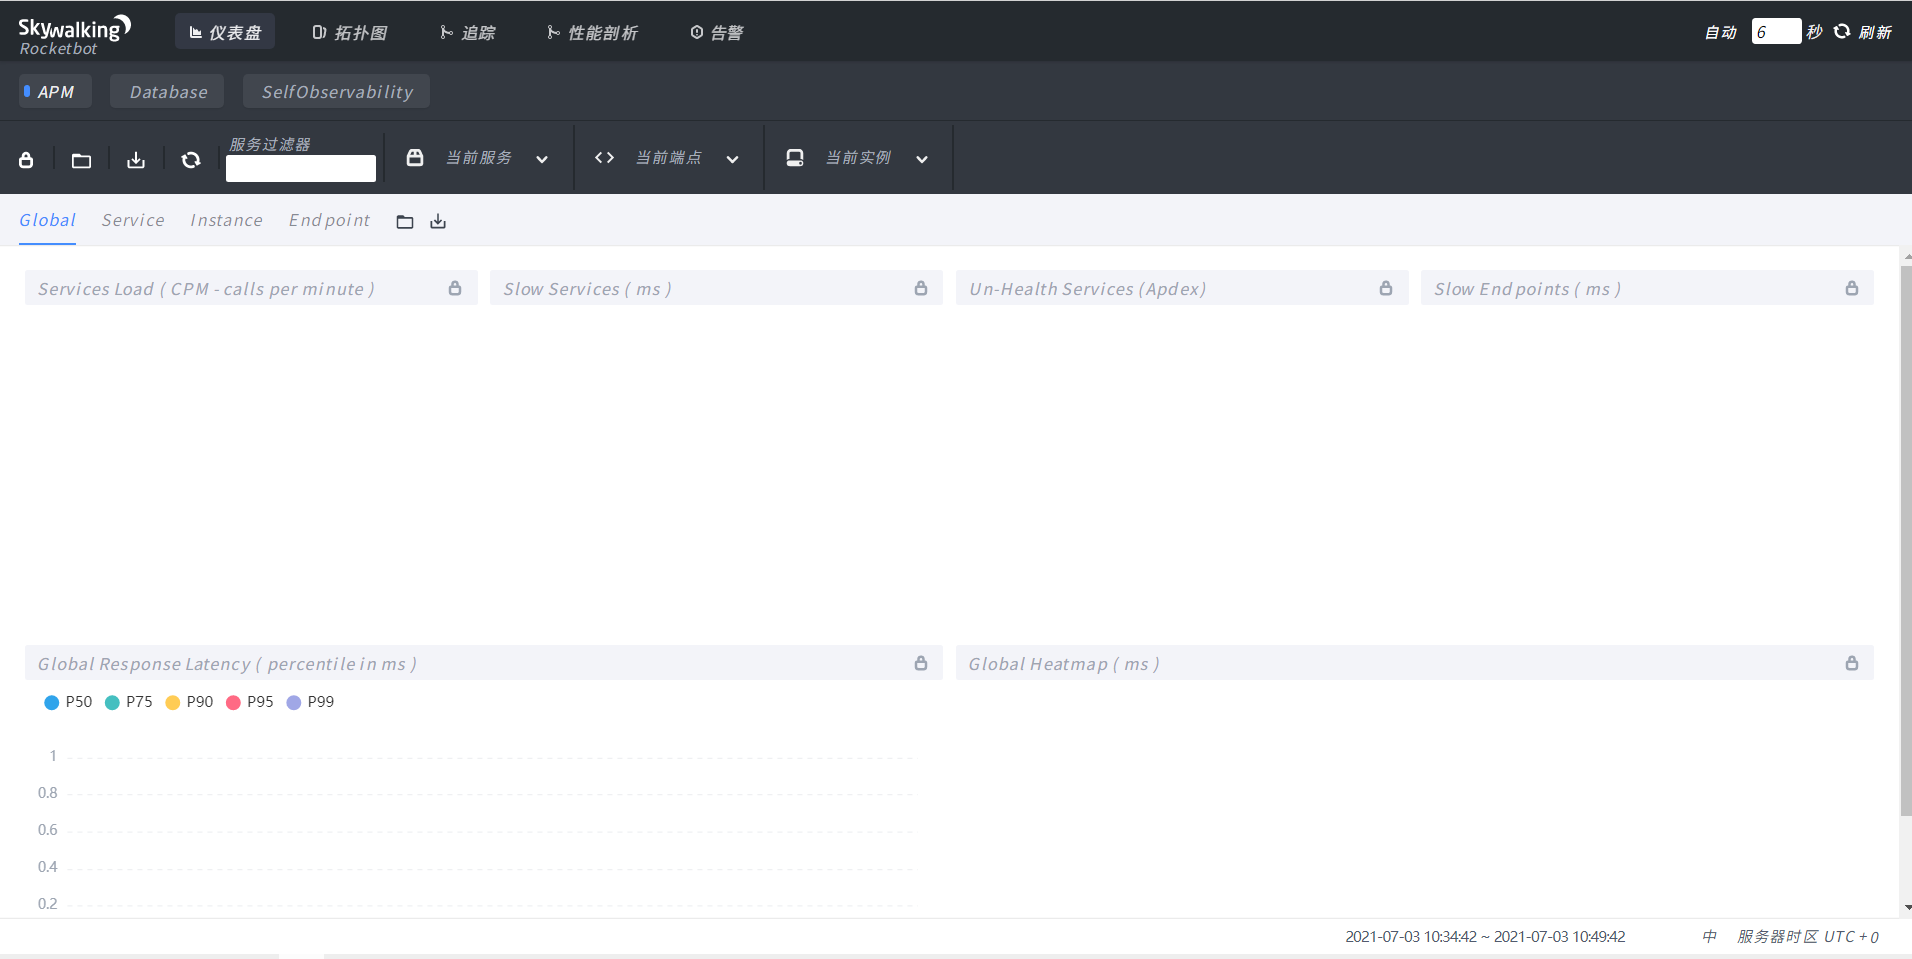 Skywalking
Rocketbot
仪表盘 拓扑图 追踪 性能剖析 告警
自动 6 秒 刷新
APM Database SelfObservability
服务过滤器
当前服务 当前端点 当前实例
Global Service Instance Endpoint
Services Load ( CPM - calls per minute ) Slow Services ( ms ) Un-Health Services (Apdex) Slow Endpoints ( ms )
Global Response Latency ( percentile in ms ) Global Heatmap ( ms )
P50 P75 P90 P95 P99
1
0.8
0.6
0.4
0.2
2021-07-03 10:34:42 ~ 2021-07-03 10:49:42 中 服务器时区 UTC + 0